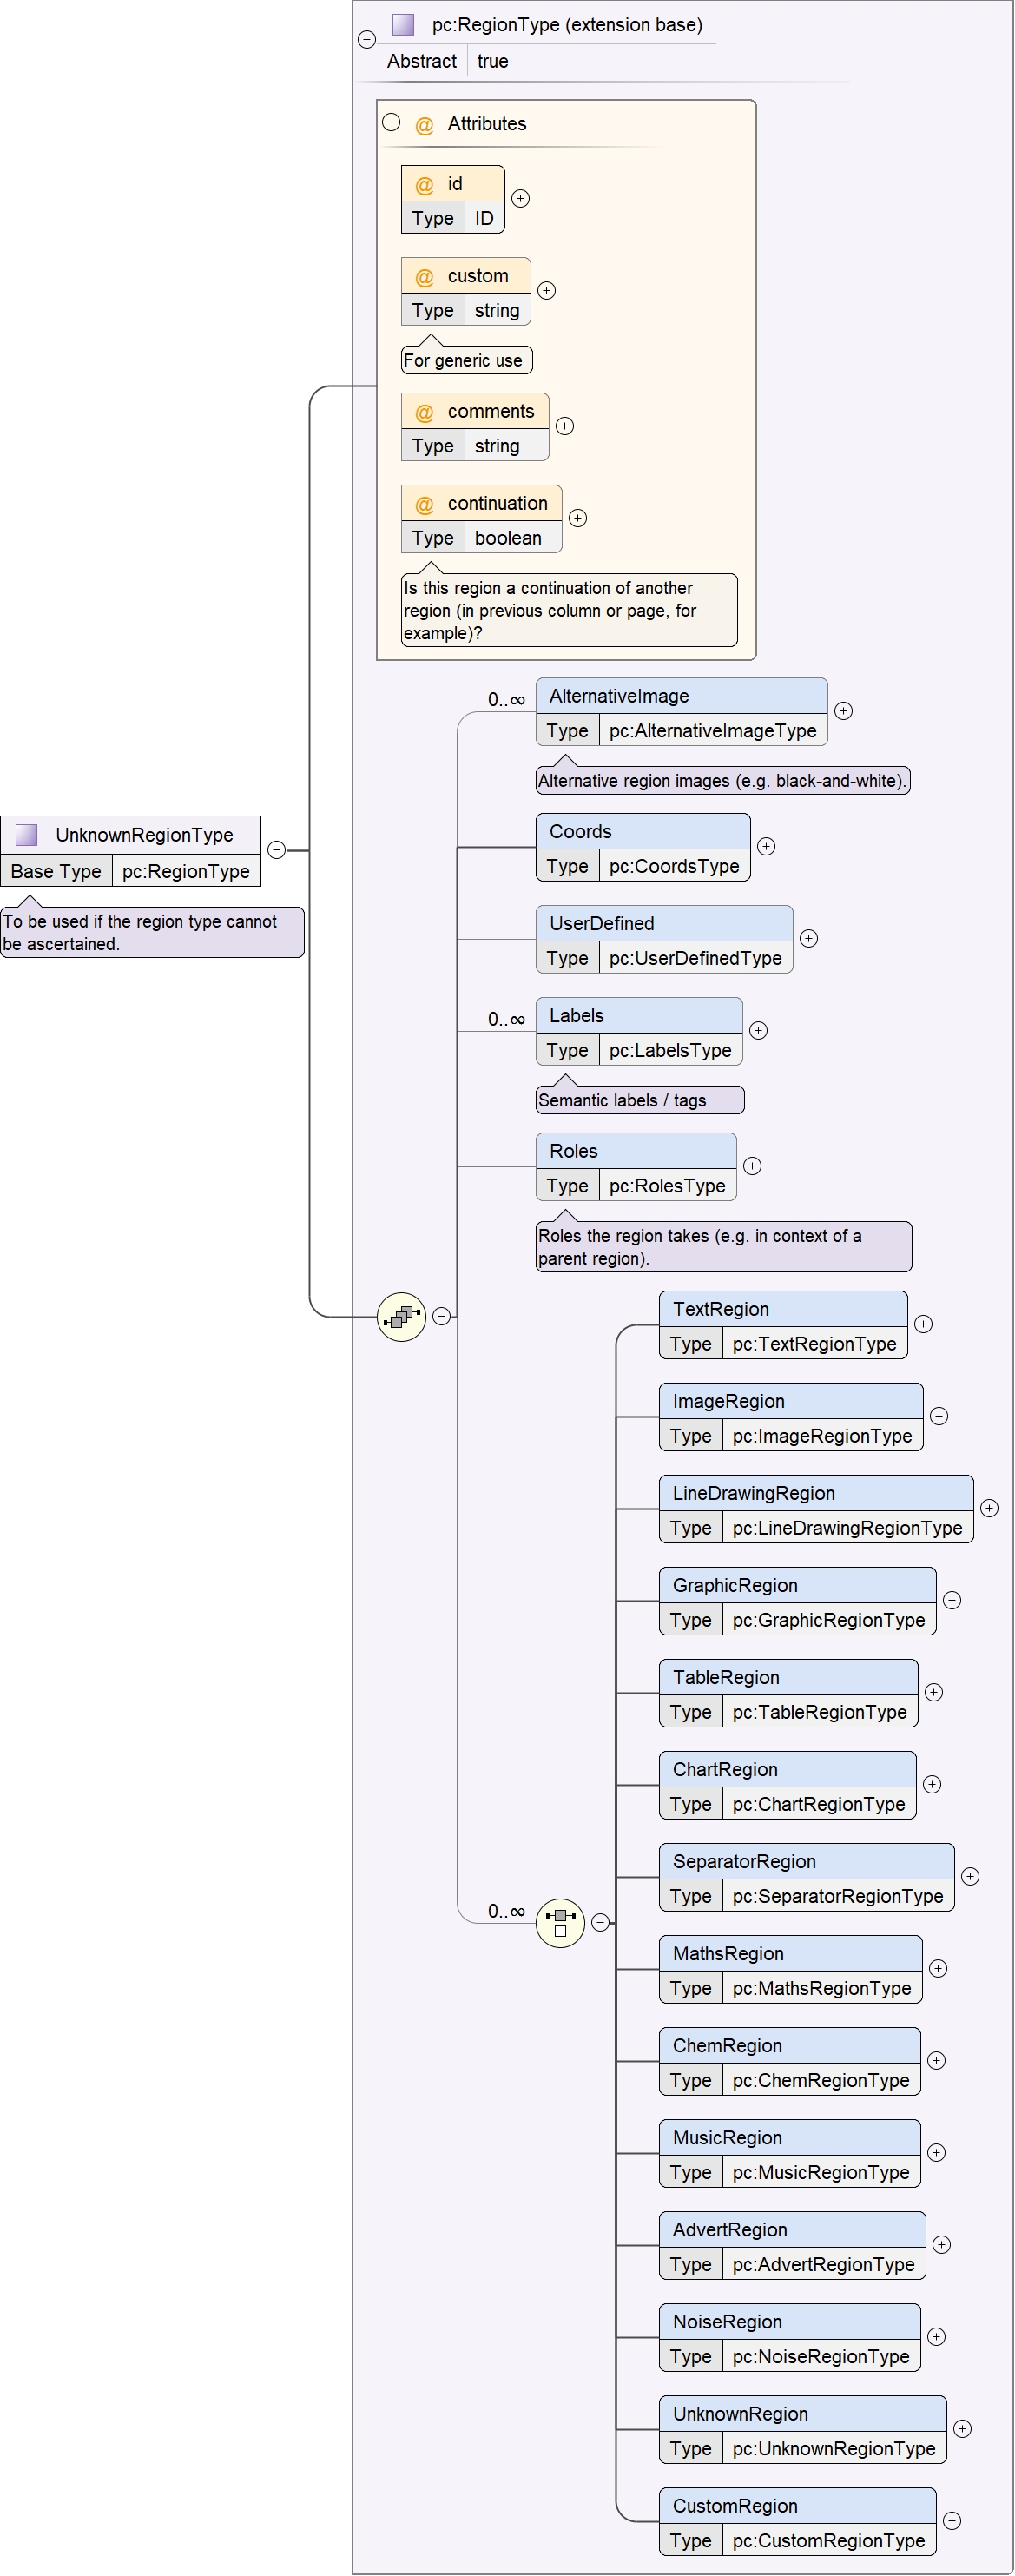 pc:RegionType (extension base)
Abstract true
@ Attributes
@ id
Type ID
@ custom
Type string
For generic use
@ comments
Type string
@ continuation
Type boolean
Is this region a continuation of another
region (in previous column or page, for
example)?
UnknownRegionType
Base Type pc:RegionType
To be used if the region type cannot
be ascertained.
0..∞
AlternativeImage
Type pc:AlternativeImageType
Alternative region images (e.g. black-and-white).
Coords
Type pc:CoordsType
UserDefined
Type pc:UserDefinedType
0..∞
Labels
Type pc:LabelsType
Semantic labels / tags
Roles
Type pc:RolesType
Roles the region takes (e.g. in context of a
parent region).
0..∞
TextRegion
Type pc:TextRegionType
ImageRegion
Type pc:ImageRegionType
LineDrawingRegion
Type pc:LineDrawingRegionType
GraphicRegion
Type pc:GraphicRegionType
TableRegion
Type pc:TableRegionType
ChartRegion
Type pc:ChartRegionType
SeparatorRegion
Type pc:SeparatorRegionType
MathsRegion
Type pc:MathsRegionType
ChemRegion
Type pc:ChemRegionType
MusicRegion
Type pc:MusicRegionType
AdvertRegion
Type pc:AdvertRegionType
NoiseRegion
Type pc:NoiseRegionType
UnknownRegion
Type pc:UnknownRegionType
CustomRegion
Type pc:CustomRegionType